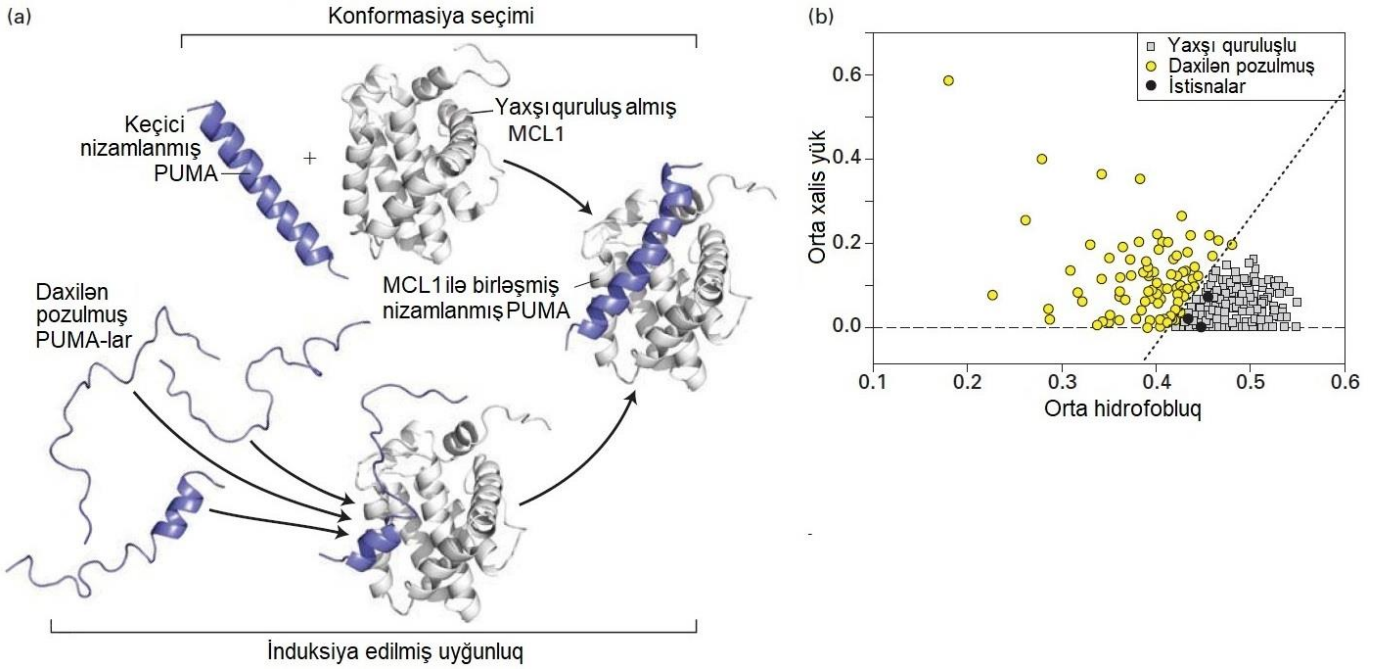 (a)
Konformasiya seçimi
Keçici
nizamlanmış
PUMA
+
Yaxşı quruluş almış
MCL1
MCL1 ilə birləşmiş
nizamlanmış PUMA
Daxilən
pozulmuş
PUMA-lar
İnduksiya edilmiş uyğunluq
(b)
Yaxşı quruluşlu
Daxilən pozulmuş
İstisnalar
Orta xalis yük
0.6
0.4
0.2
0.0
0.1
0.2
0.3
0.4
0.5
0.6
Orta hidrofobluq